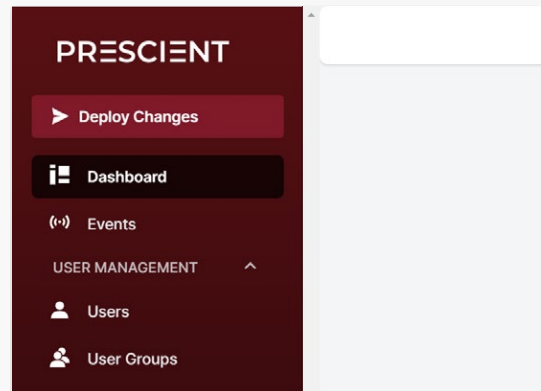 PRESCIENT
Deploy Changes
Dashboard
Events
USER MANAGEMENT
Users
User Groups